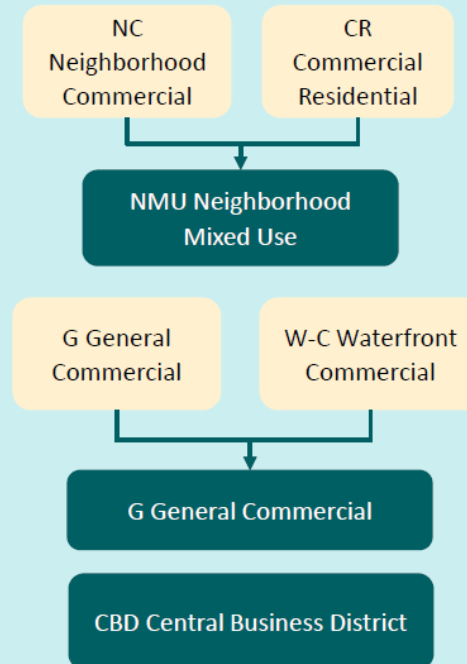 NC
Neighborhood
Commercial
CR
Commercial
Residential
NMU Neighborhood
Mixed Use
G General
Commercial
W-C Waterfront
Commercial
G General Commercial
CBD Central Business District